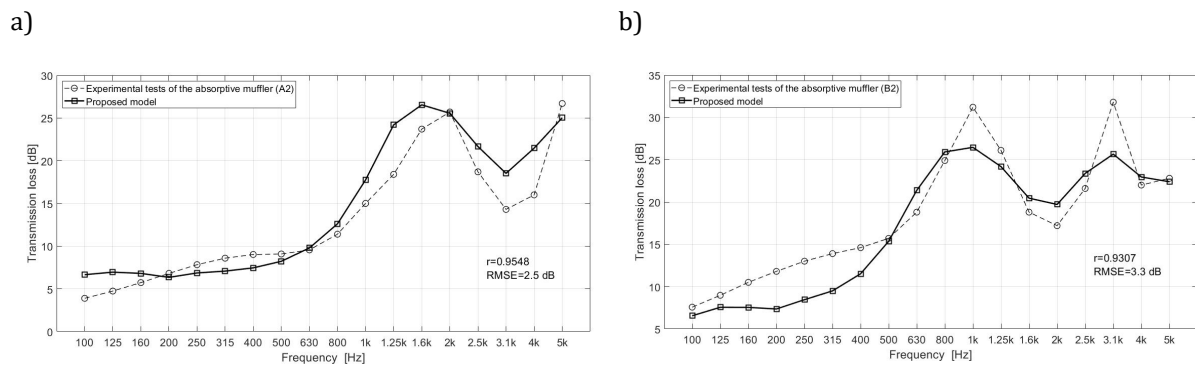 a)
30
25
20
15
10
5
0
Transmission loss [dB]
Experimental tests of the absorptive muffler (A2)
Proposed model
r=0.9548
RMSE=2.5 dB
100 125 160 200 250 315 400 500 630 800 1k 1.25k 1.6k 2k 2.5k 3.1k 4k 5k
Frequency [Hz]
b)
35
30
25
20
15
10
5
Transmission loss [dB]
Experimental tests of the absorptive muffler (B2)
Proposed model
r=0.9307
RMSE=3.3 dB
100 125 160 200 250 315 400 500 630 800 1k 1.25k 1.6k 2k 2.5k 3.1k 4k 5k
Frequency [Hz]